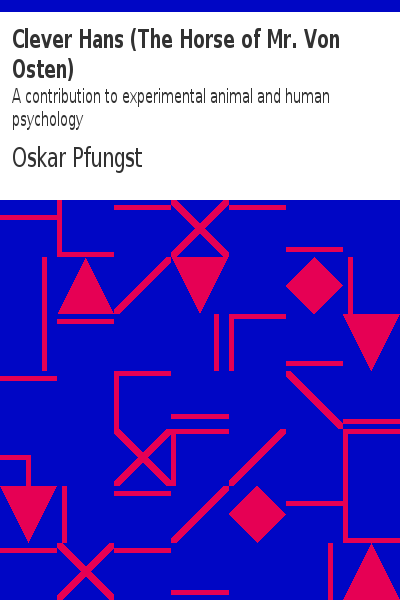 Clever Hans (The Horse of Mr. Von
Osten)
A contribution to experimental animal and human
psychology
Oskar Pfungst